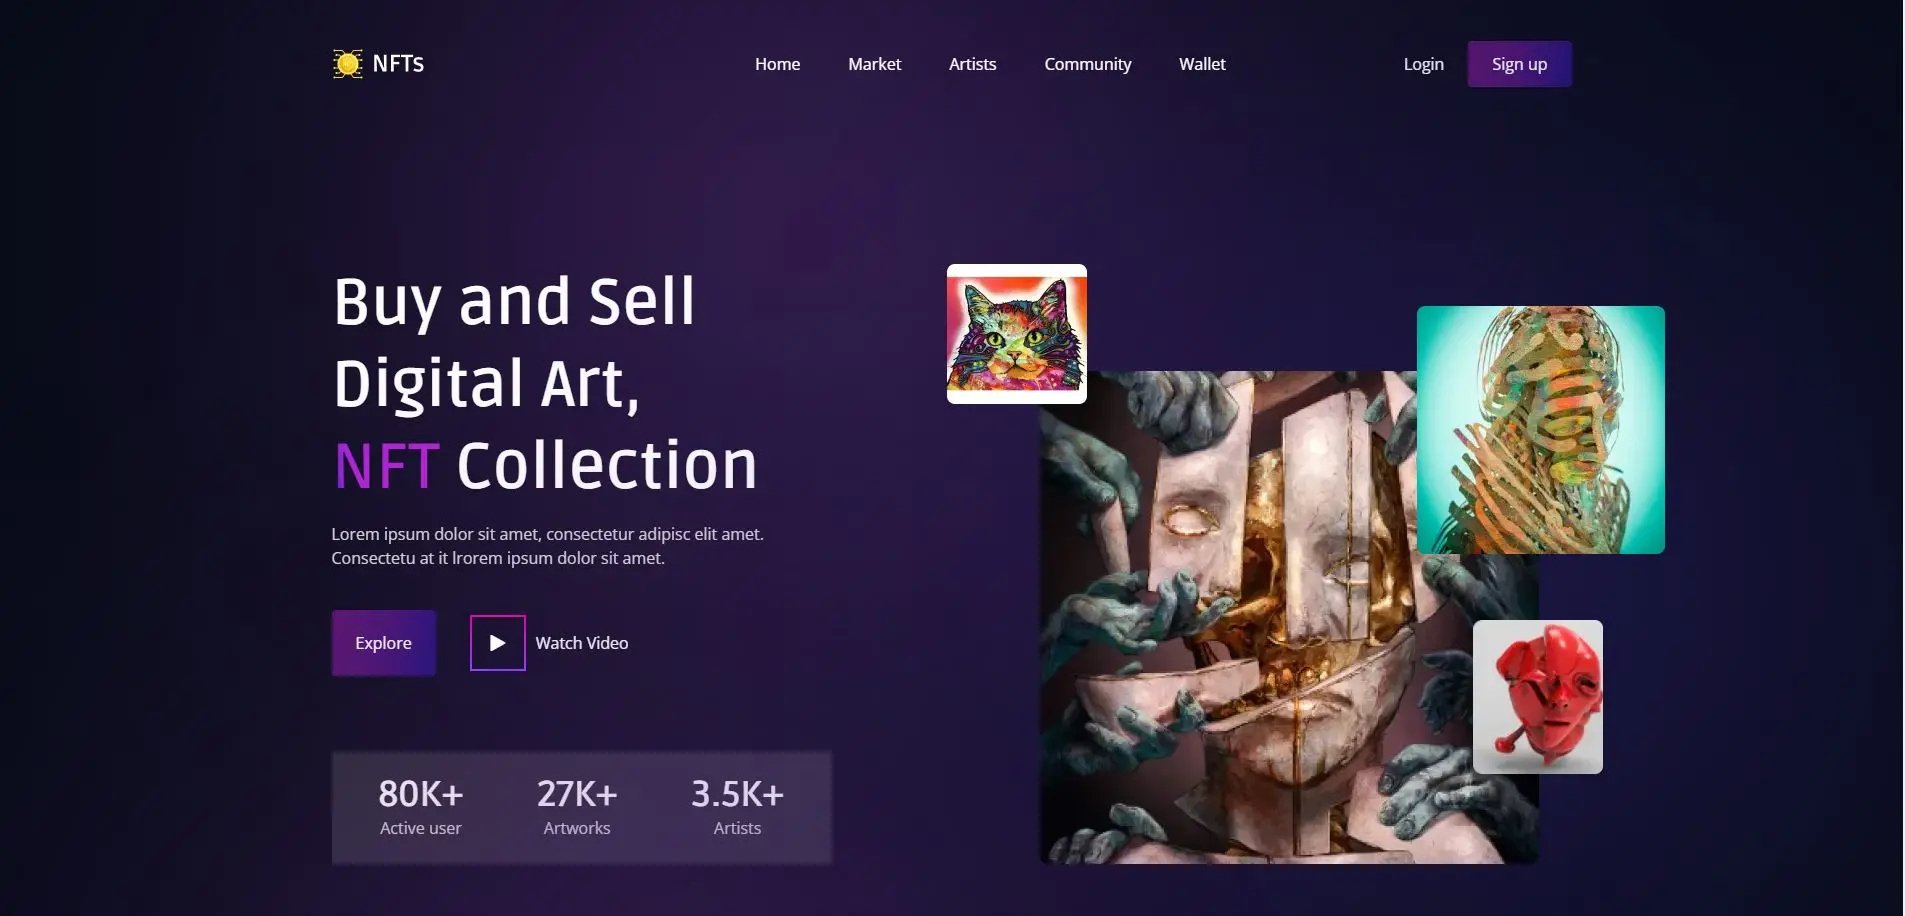 NFTs
Home Market Artists Community Wallet
Login Sign up
Buy and Sell
Digital Art,
NFT Collection
Lorem ipsum dolor sit amet, consectetur adipisc elit amet.
Consectetu at it lrorem ipsum dolor sit amet.
Explore Watch Video
80K+ 27K+ 3.5K+
Active user Artworks Artists